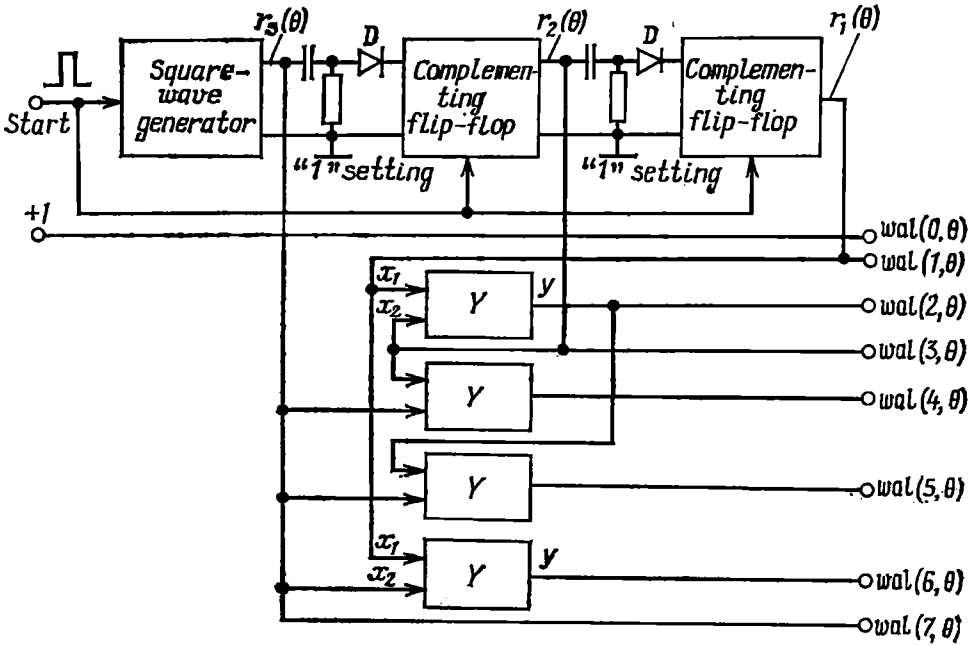 r₃(θ)
D
r₂(θ)
D
r₁(θ)
Start
Square-
wave
generator
Complemen-
ting
flip-flop
Complemen-
ting
flip-flop
"1" setting
"1" setting
+1
wal(0,θ)
wal(1,θ)
x₁
x₂
Y
y
wal(2,θ)
wal(3,θ)
Y
wal(4,θ)
Y
wal(5,θ)
x₁
x₂
Y
y
wal(6,θ)
wal(7,θ)